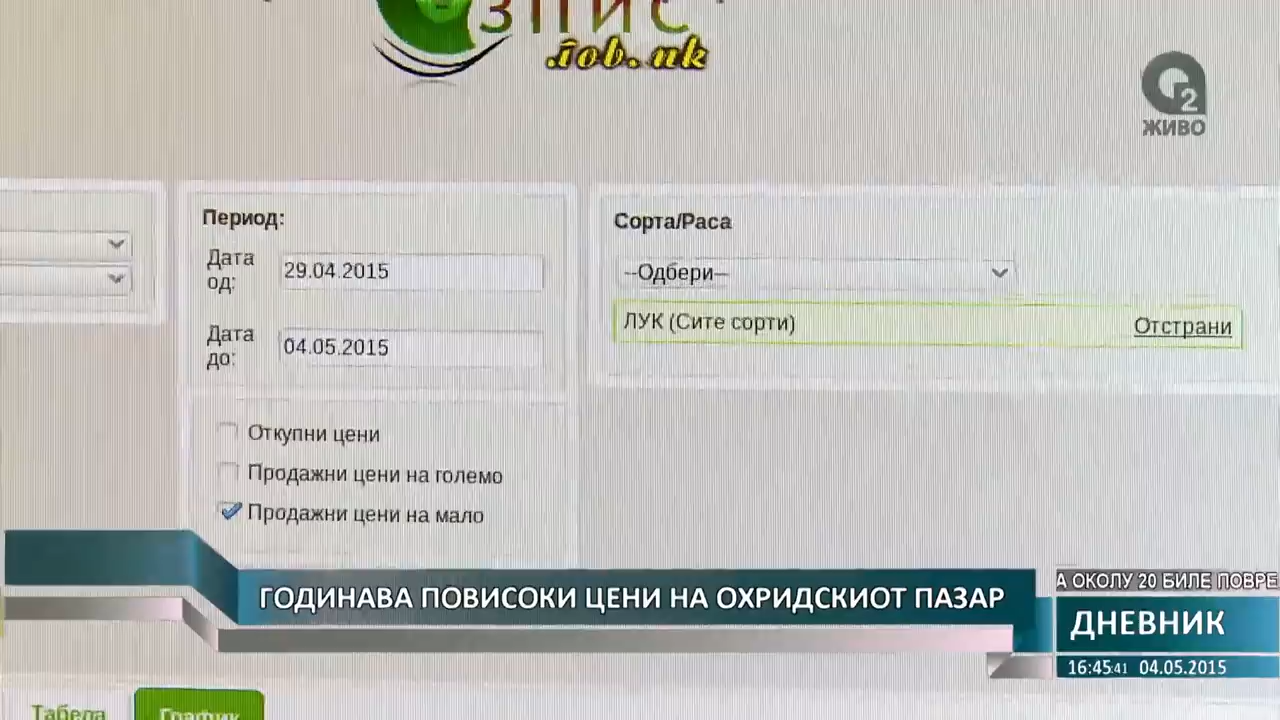 ЗПИС
.гов.мк
2
ЖИВО
Период:
Дата
од:
29.04.2015
Дата
до:
04.05.2015
Сорта/Раса
--Одбери--
ЛУК (Сите сорти)
Отстрани
Откупни цени
Продажни цени на големо
Продажни цени на мало
ГОДИНАВА ПОВИСОКИ ЦЕНИ НА ОХРИДСКИОТ ПАЗАР
А ОКОЛУ 20 БИЛЕ ПОВРЕ
ДНЕВНИК
16:45:41 04.05.2015
Табела
График